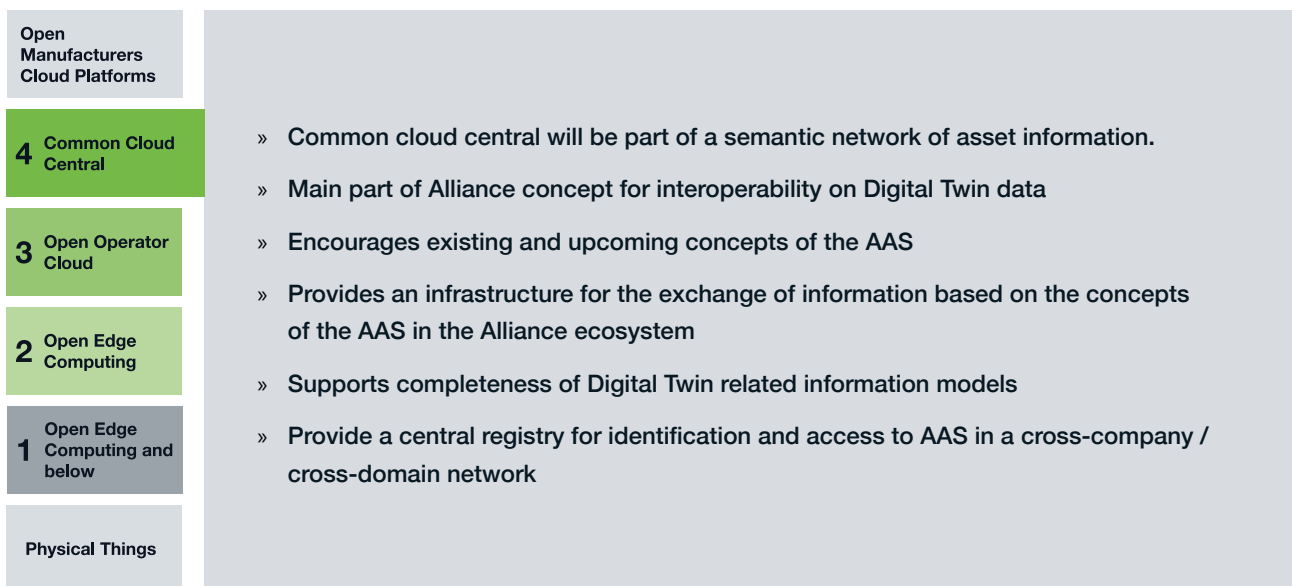 Open
Manufacturers
Cloud Platforms
4 Common Cloud
Central
3 Open Operator
Cloud
2 Open Edge
Computing
1 Open Edge
Computing and
below
Physical Things
» Common cloud central will be part of a semantic network of asset information.
» Main part of Alliance concept for interoperability on Digital Twin data
» Encourages existing and upcoming concepts of the AAS
» Provides an infrastructure for the exchange of information based on the concepts
of the AAS in the Alliance ecosystem
» Supports completeness of Digital Twin related information models
» Provide a central registry for identification and access to AAS in a cross-company /
cross-domain network